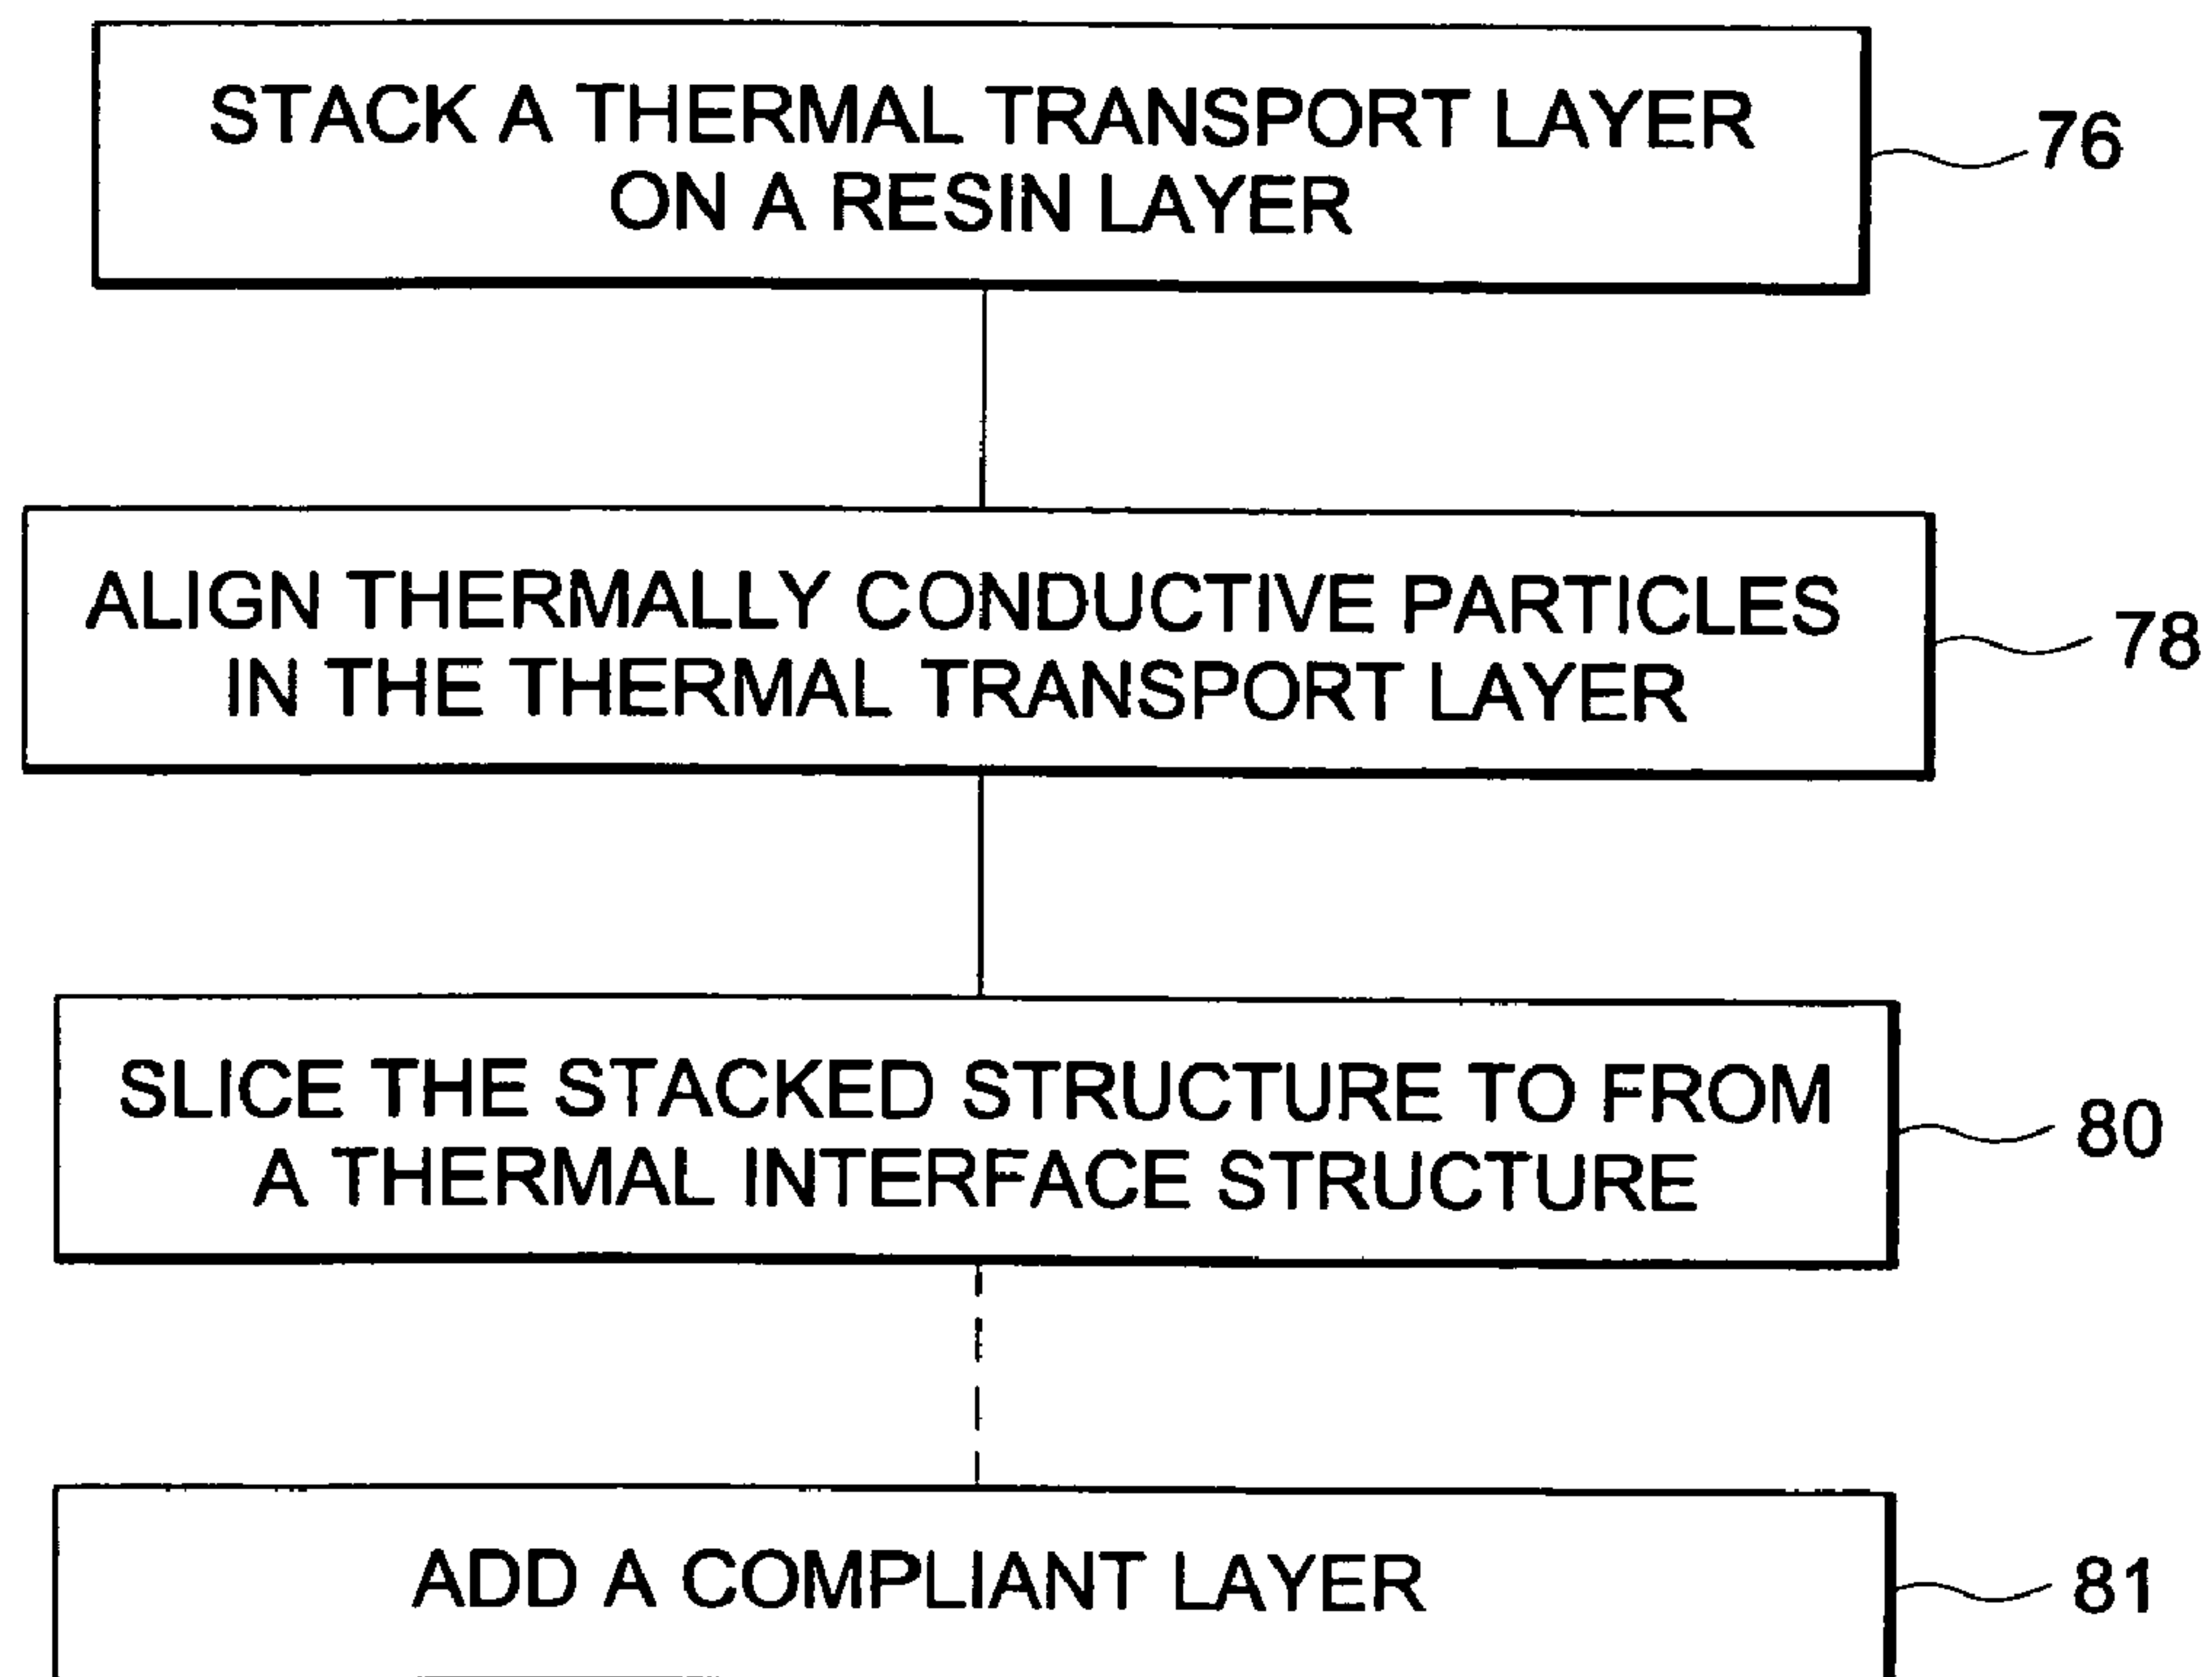 STACK A THERMAL TRANSPORT LAYER
ON A RESIN LAYER
76
ALIGN THERMALLY CONDUCTIVE PARTICLES
IN THE THERMAL TRANSPORT LAYER
78
SLICE THE STACKED STRUCTURE TO FROM
A THERMAL INTERFACE STRUCTURE
80
ADD A COMPLIANT LAYER
81